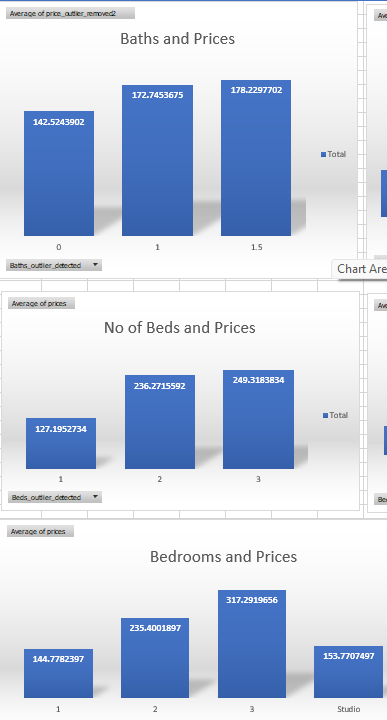 Average of price_outlier_removed2
Baths and Prices
142.5243902
172.7453675
178.2297702
Total
0 1 1.5
Baths_outlier_detected
Chart Are
Average of prices
No of Beds and Prices
127.1952734
236.2715592
249.3183834
Total
1 2 3
Beds_outlier_detected
Average of prices
Bedrooms and Prices
144.7782397
235.4001897
317.2919656
153.7707497
1 2 3 Studio
Ave
Ave
Bed